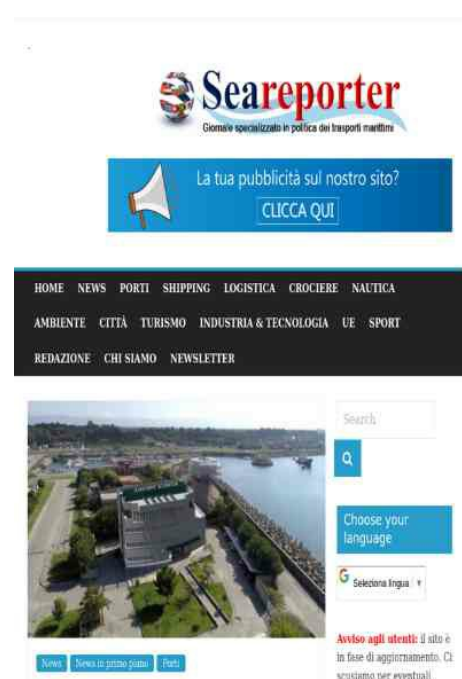 Seareporter
Giornale specializzato in politica dei trasporti marittimi
La tua pubblicità sul nostro sito?
CLICCA QUI
HOME NEWS PORTI SHIPPING LOGISTICA CROCIERE NAUTICA
AMBIENTE CITTÀ TURISMO INDUSTRIA & TECNOLOGIA UE SPORT
REDAZIONE CHI SIAMO NEWSLETTER
Search
Choose your
language
Seleziona lingua
Avviso agli utenti: il sito è
in fase di aggiornamento. Ci
scusiamo per eventuali
News News in primo piano Porti